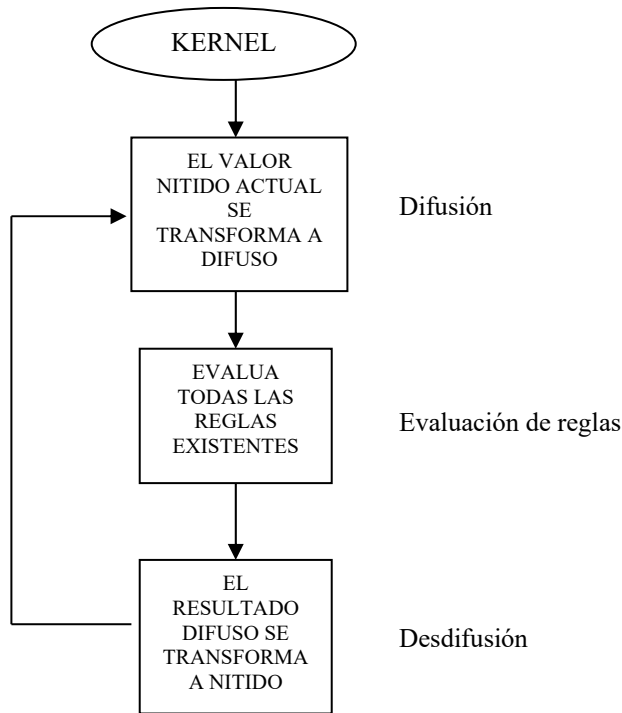 KERNEL
EL VALOR
NITIDO ACTUAL
SE
TRANSFORMA A
DIFUSO
Difusión
EVALUA
TODAS LAS
REGLAS
EXISTENTES
Evaluación de reglas
EL
RESULTADO
DIFUSO SE
TRANSFORMA
A NITIDO
Desdifusión